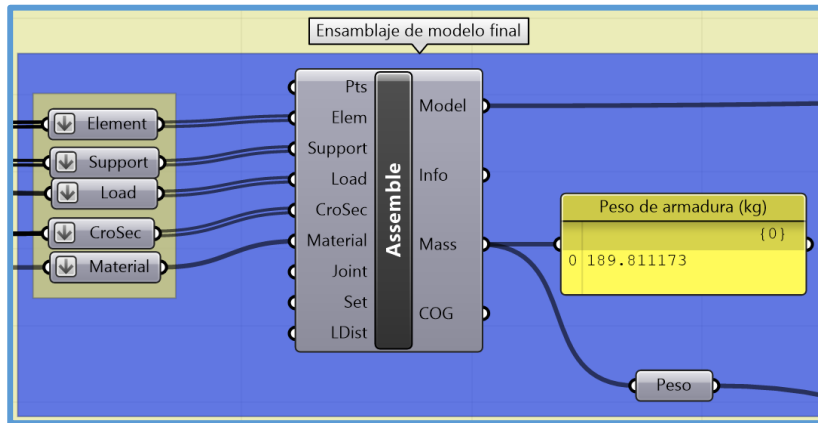 Ensamblaje de modelo final
Element
Support
Load
CroSec
Material
Pts
Elem
Support
Load
CroSec
Material
Joint
Set
LDist
Assemble
Model
Info
Mass
COG
Peso de armadura (kg)
{0}
0 189.811173
Peso